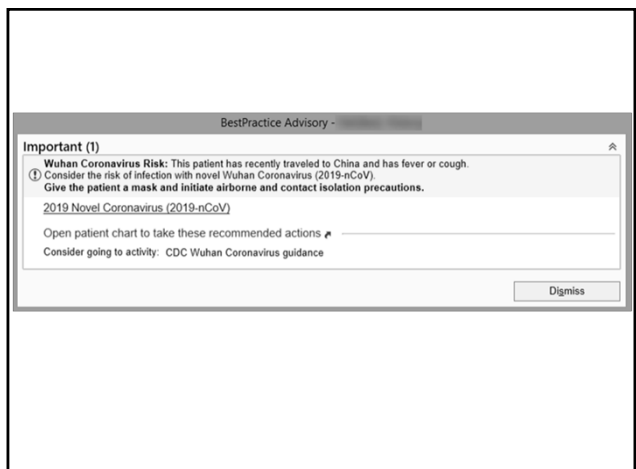 BestPractice Advisory -
Important (1)
Wuhan Coronavirus Risk: This patient has recently traveled to China and has fever or cough.
Consider the risk of infection with novel Wuhan Coronavirus (2019-nCoV).
Give the patient a mask and initiate airborne and contact isolation precautions.
2019 Novel Coronavirus (2019-nCoV)
Open patient chart to take these recommended actions
Consider going to activity: CDC Wuhan Coronavirus guidance
Dismiss